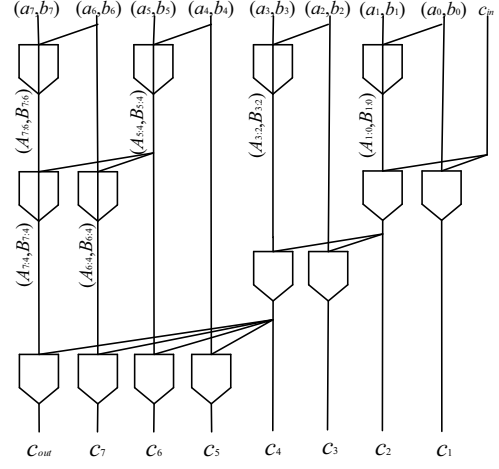 (a₇,b₇) (a₆,b₆) (a₅,b₅) (a₄,b₄) (a₃,b₃) (a₂,b₂) (a₁,b₁) (a₀,b₀) c_in
(A₇:₆,B₇:₆) (A₅:₄,B₅:₄) (A₃:₂,B₃:₂) (A₁:₀,B₁:₀)
(A₇:₄,B₇:₄) (A₆:₄,B₆:₄)
c_out c₇ c₆ c₅ c₄ c₃ c₂ c₁